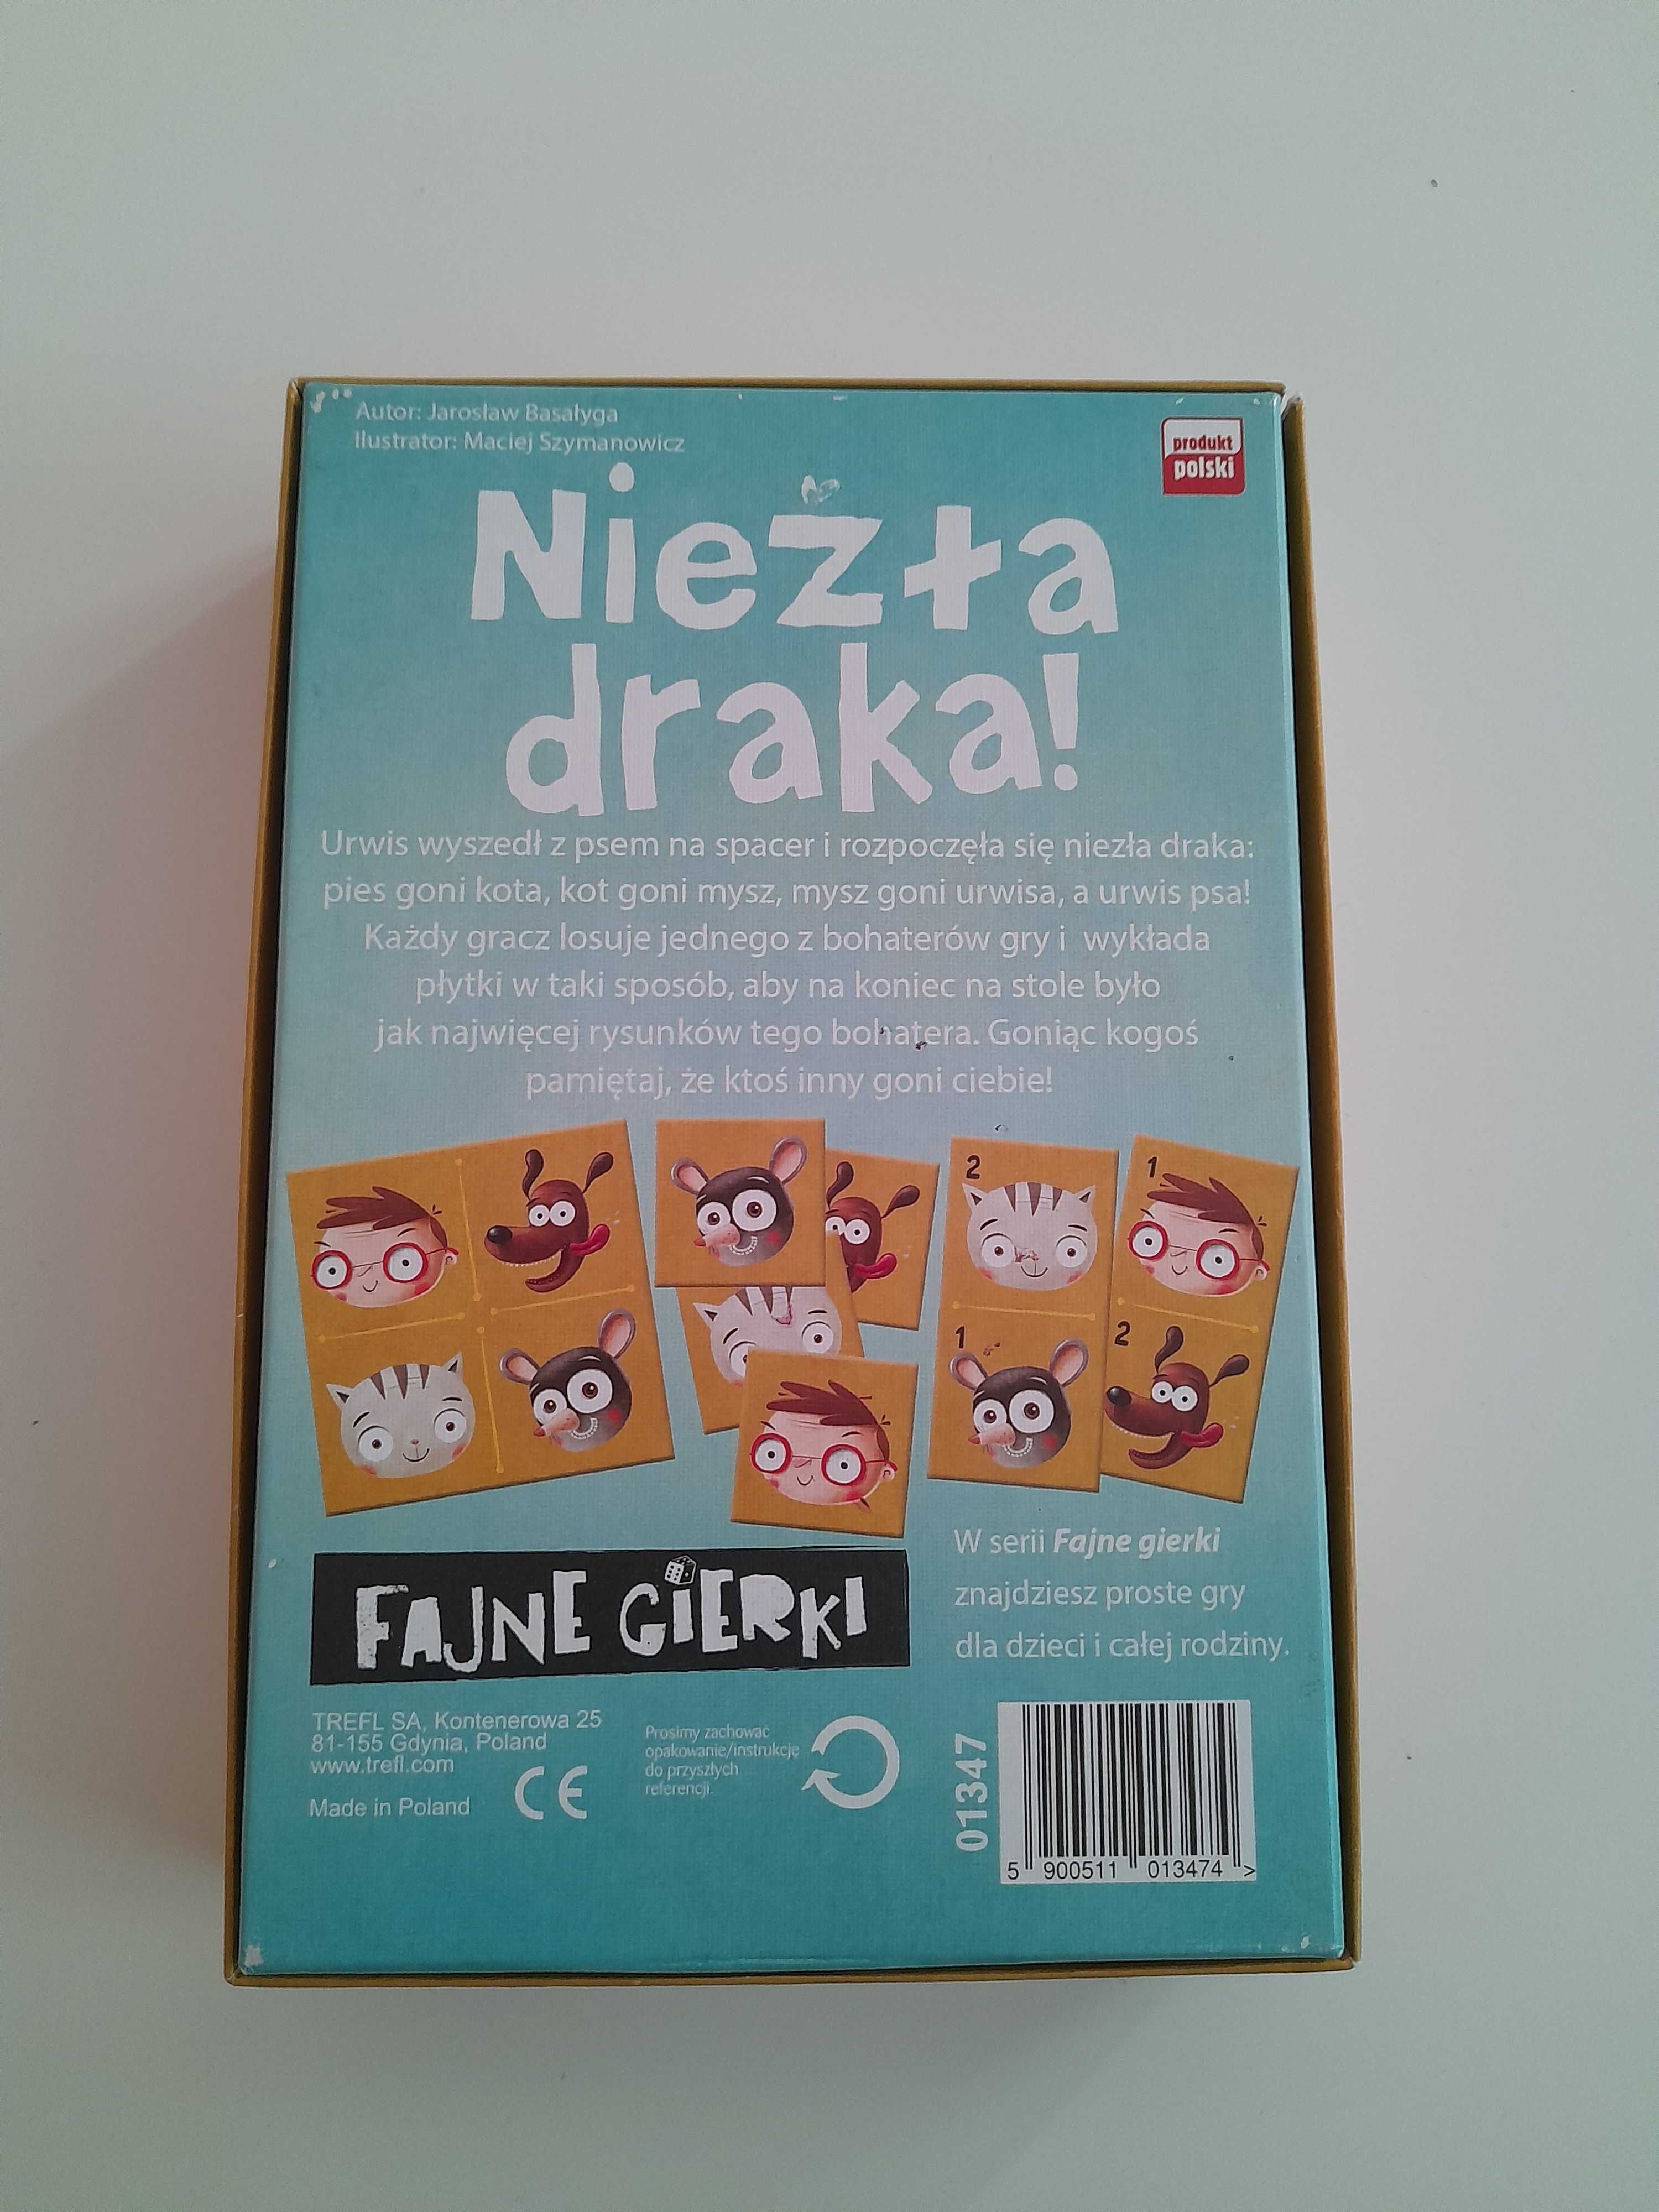 Autor: Jarosław Basałyga
Ilustrator: Maciej Szymanowicz
produkt
polski
Niezła
draka!
Urwis wyszedł z psem na spacer i rozpoczęła się niezła draka:
pies goni kota, kot goni mysz, mysz goni urwisa, a urwis psa!
Każdy gracz losuje jednego z bohaterów gry i wykłada
płytki w taki sposób, aby na koniec na stole było
jak najwięcej rysunków tego bohatera. Goniąc kogoś
pamiętaj, że ktoś inny goni ciebie!
2
1
1
2
FAJNE GIERKI
W serii Fajne gierki
znajdziesz proste gry
dla dzieci i całej rodziny.
TREFL SA, Kontenerowa 25
81-155 Gdynia, Poland
www.trefl.com
Made in Poland
CE
Prosimy zachować
opakowanie/instrukcję
do przyszłych
referencji.
01347
5 900511 013474 >